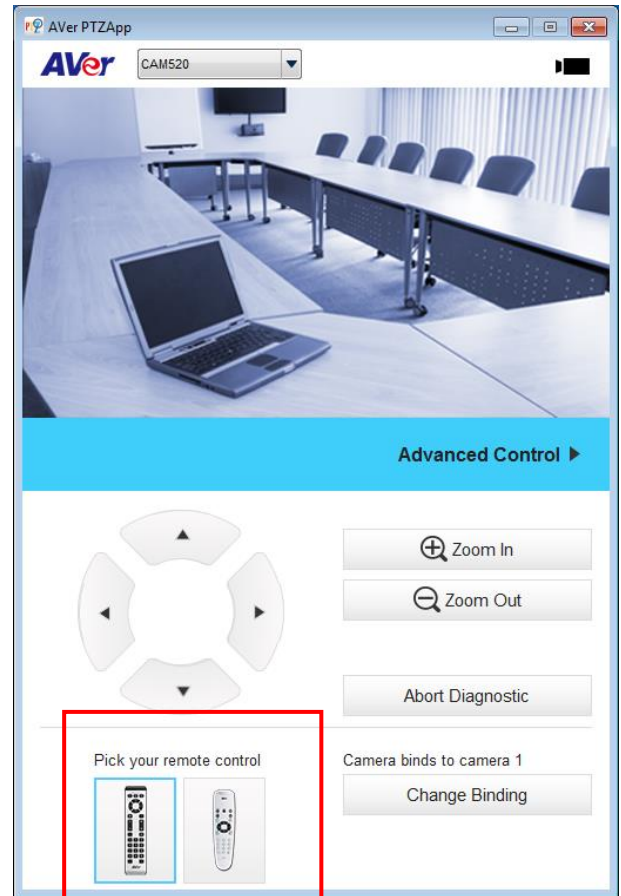 AVer PTZApp
AVer
CAM520
Advanced Control
Zoom In
Zoom Out
Abort Diagnostic
Pick your remote control
Camera binds to camera 1
Change Binding